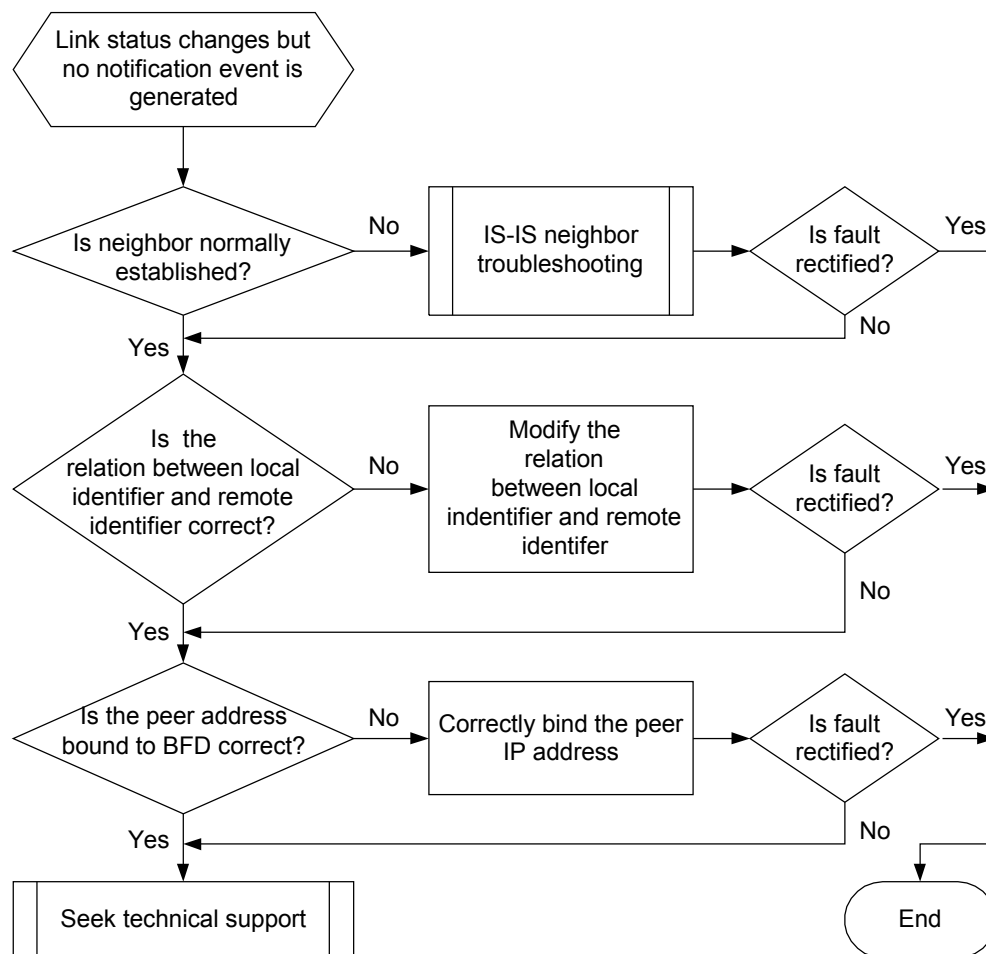 Link status changes but
no notification event is
generated
Is neighbor normally
established?
No
IS-IS neighbor
troubleshooting
Is fault
rectified?
Yes
No
Yes
Is the
relation between local
identifier and remote
identifier correct?
No
Modify the
relation
between local
indentifier and remote
identifer
Is fault
rectified?
Yes
No
Yes
Is the peer address
bound to BFD correct?
No
Correctly bind the peer
IP address
Is fault
rectified?
Yes
No
Yes
Seek technical support
End